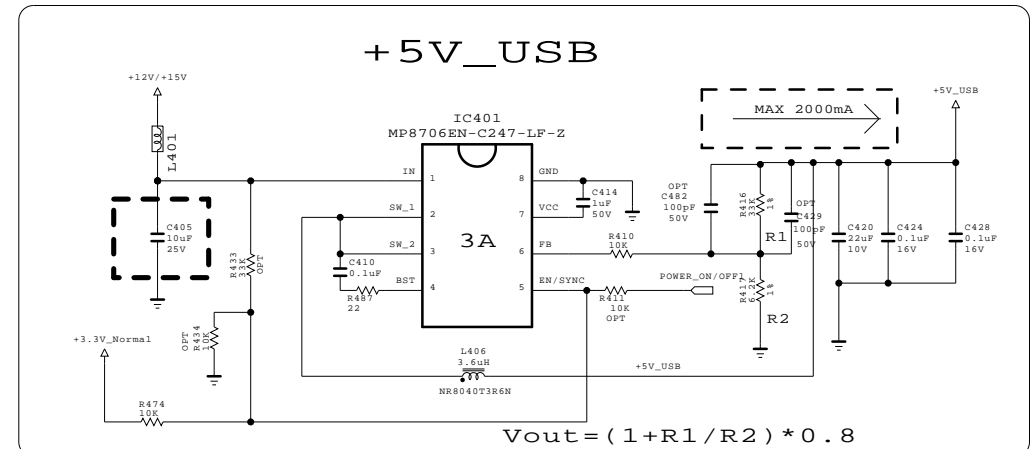 +5V_USB
+12V/+15V
L401
C405
10uF
25V
R433
33K
OPT
OPT
R434
10K
+3.3V_Normal
R474
10K
IC401
MP8706EN-C247-LF-Z
3A
IN
1
SW_1
2
SW_2
3
BST
4
8
GND
7
VCC
6
FB
5
EN/SYNC
C410
0.1uF
R487
22
C414
1uF
50V
R410
10K
R411
10K
OPT
POWER_ON/OFF1
L406
3.6uH
NR8040T3R6N
+5V_USB
MAX 2000mA
+5V_USB
OPT
C482
100pF
50V
R416
33K
1%
R1
OPT
C429
100pF
50V
R417
6.2K
1%
R2
C420
22uF
10V
C424
0.1uF
16V
C428
0.1uF
16V
Vout=(1+R1/R2)*0.8